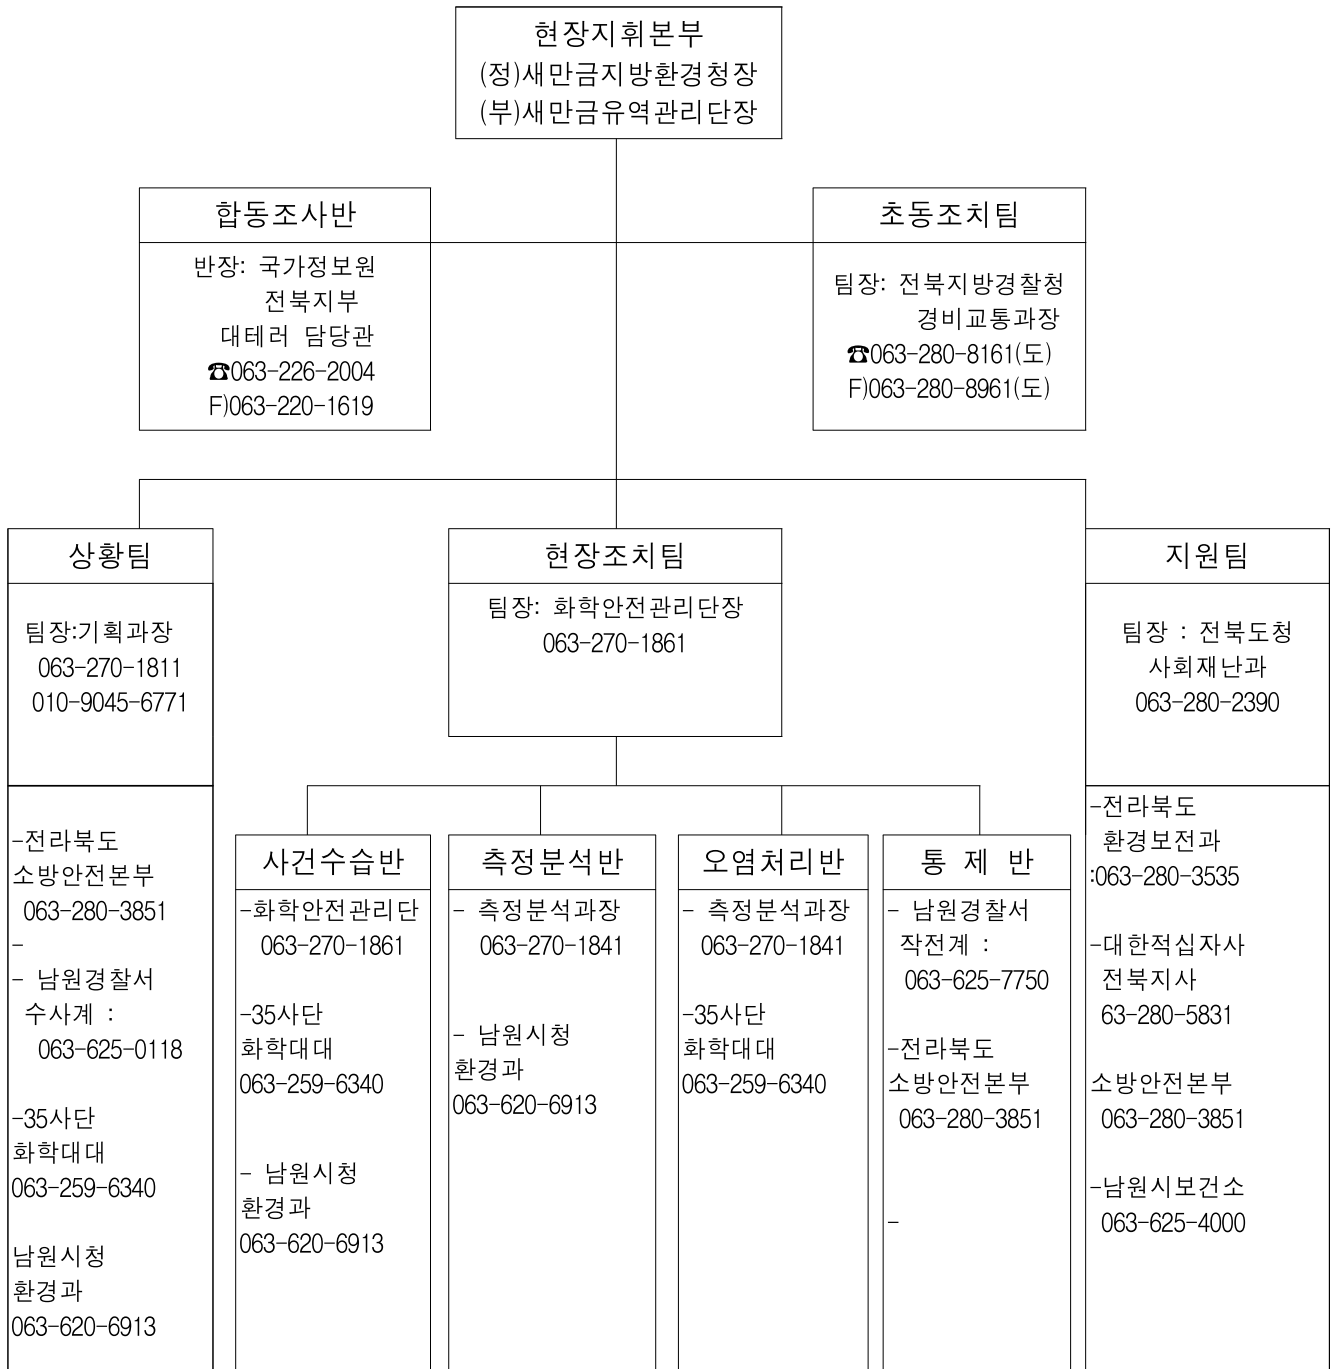 현장지휘본부
(정)새만금지방환경청장
(부)새만금유역관리단장
합동조사반
반장: 국가정보원
전북지부
대테러 담당관
☎063-226-2004
F)063-220-1619
초동조치팀
팀장: 전북지방경찰청
경비교통과장
☎063-280-8161(도)
F)063-280-8961(도)
상황팀
팀장:기획과장
063-270-1811
010-9045-6771
-전라북도
소방안전본부
063-280-3851
-
- 남원경찰서
수사계 :
063-625-0118
-35사단
화학대대
063-259-6340
남원시청
환경과
063-620-6913
현장조치팀
팀장: 화학안전관리단장
063-270-1861
사건수습반
-화학안전관리단
063-270-1861
-35사단
화학대대
063-259-6340
- 남원시청
환경과
063-620-6913
측정분석반
- 측정분석과장
063-270-1841
- 남원시청
환경과
063-620-6913
오염처리반
- 측정분석과장
063-270-1841
-35사단
화학대대
063-259-6340
통 제 반
- 남원경찰서
작전계 :
063-625-7750
-전라북도
소방안전본부
063-280-3851
-
지원팀
팀장 : 전북도청
사회재난과
063-280-2390
-전라북도
환경보전과
:063-280-3535
-대한적십자사
전북지사
63-280-5831
소방안전본부
063-280-3851
-남원시보건소
063-625-4000